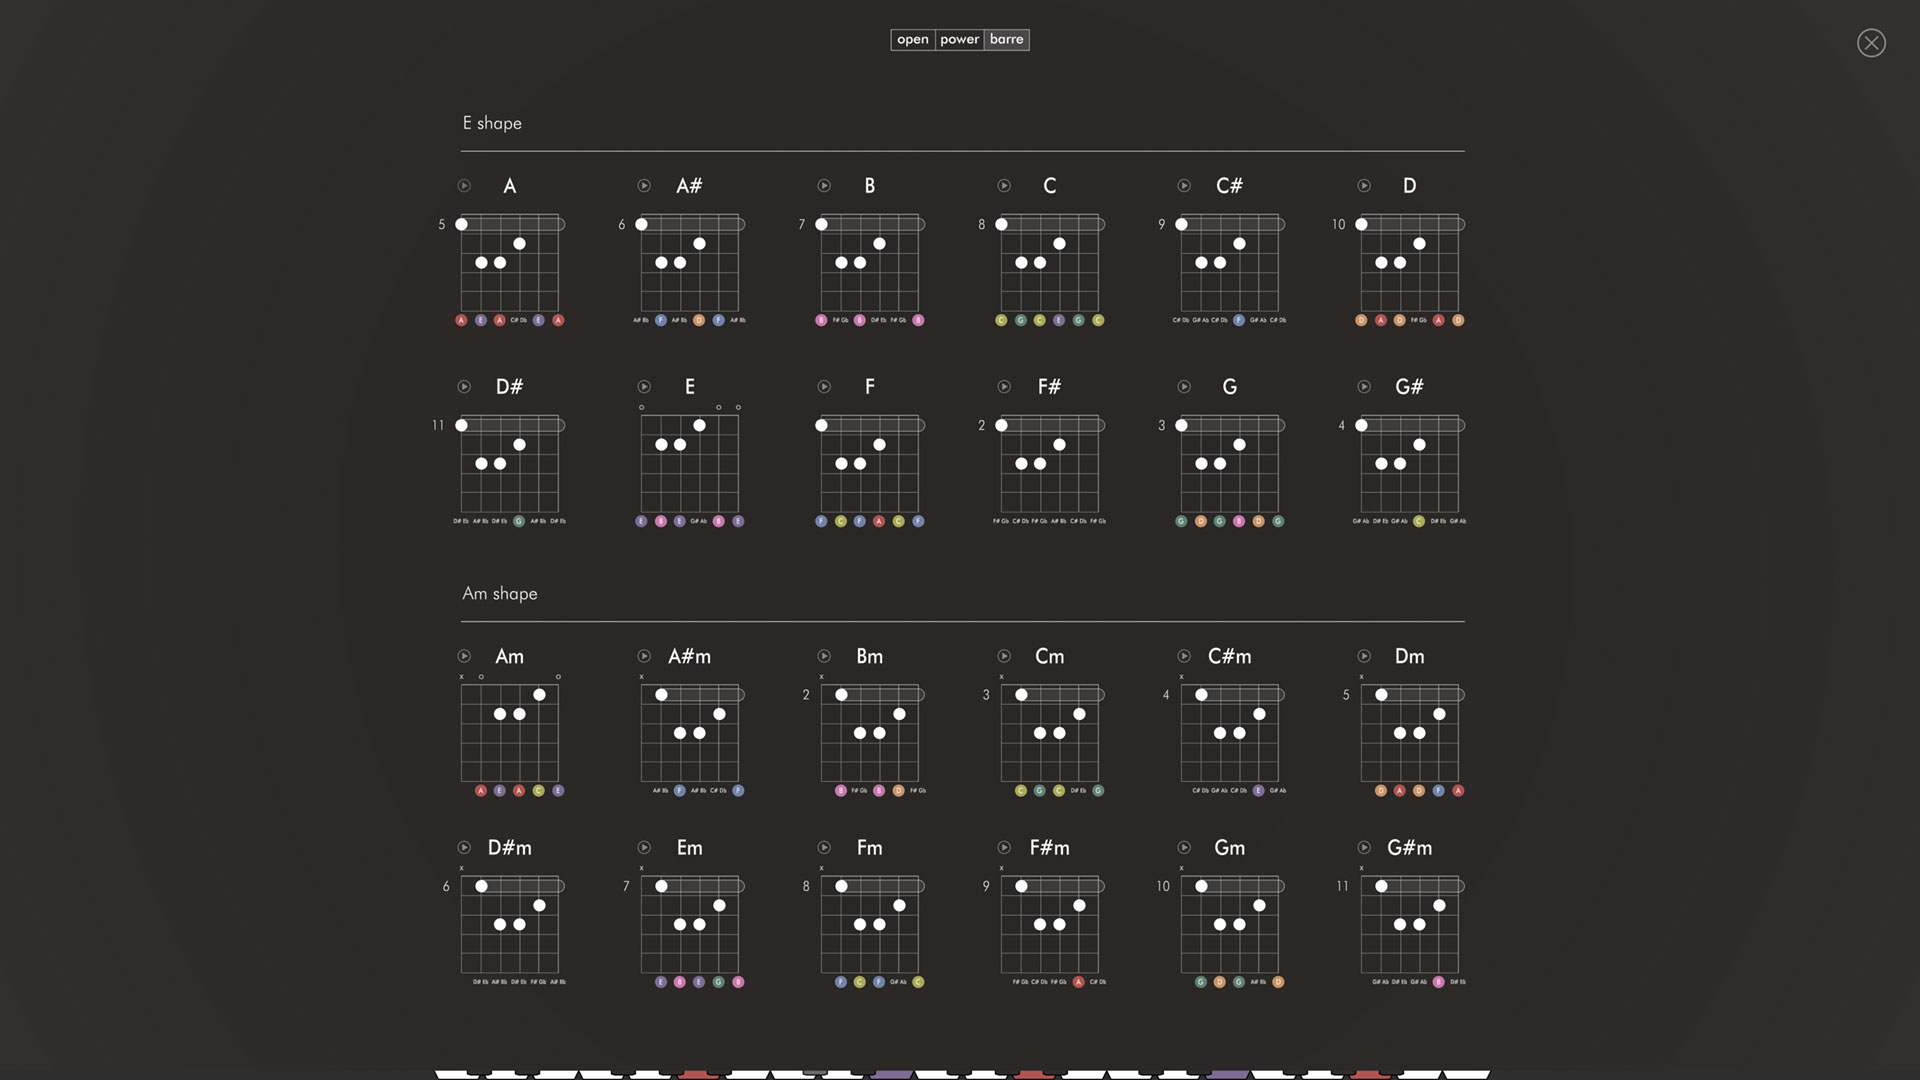 open power barre
E shape
A A# B C C# D
5 6 7 8 9 10
A E A C# Db E A A# Bb F A# Bb D F A# Bb B F# Gb B D# Eb F# Gb B C G C E G C C# Db G# Ab C# Db F G# Ab C# Db D A D F# Gb A D
D# E F F# G G#
11 2 3 4
D# Eb A# Bb D# Eb G A# Bb D# Eb E B E G# Ab B E F C F A C F F# Gb C# Db F# Gb A# Bb C# Db F# Gb G D G B D G G# Ab D# Eb G# Ab C D# Eb G# Ab
Am shape
Am A#m Bm Cm C#m Dm
x o o x x x x x
2 3 4 5
A E A C E A# Bb F A# Bb C# Db F B F# Gb B D F# Gb C G C D# Eb G C# Db G# Ab C# Db E G# Ab D A D F A
D#m Em Fm F#m Gm G#m
x x x x x x
6 7 8 9 10 11
D# Eb A# Bb D# Eb F# Gb A# Bb E B E G B F C F G# Ab C F# Gb C# Db F# Gb A C# Db G D G A# Bb D G# Ab D# Eb G# Ab B D# Eb